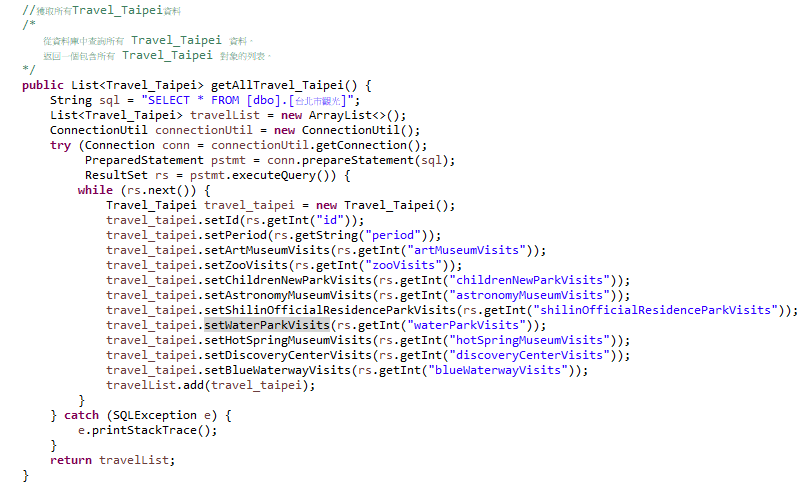 //獲取所有Travel_Taipei資料
/*
從資料庫中查詢所有 Travel_Taipei 資料。
返回一個包含所有 Travel_Taipei 對象的列表。
*/
public List<Travel_Taipei> getAllTravel_Taipei() {
String sql = "SELECT * FROM [dbo].[台北市觀光]";
List<Travel_Taipei> travelList = new ArrayList<>();
ConnectionUtil connectionUtil = new ConnectionUtil();
try (Connection conn = connectionUtil.getConnection();
PreparedStatement pstmt = conn.prepareStatement(sql);
ResultSet rs = pstmt.executeQuery()) {
while (rs.next()) {
Travel_Taipei travel_taipei = new Travel_Taipei();
travel_taipei.setId(rs.getInt("id"));
travel_taipei.setPeriod(rs.getString("period"));
travel_taipei.setArtMuseumVisits(rs.getInt("artMuseumVisits"));
travel_taipei.setZooVisits(rs.getInt("zooVisits"));
travel_taipei.setChildrenNewParkVisits(rs.getInt("childrenNewParkVisits"));
travel_taipei.setAstronomyMuseumVisits(rs.getInt("astronomyMuseumVisits"));
travel_taipei.setShilinOfficialResidenceParkVisits(rs.getInt("shilinOfficialResidenceParkVisits"));
travel_taipei.setWaterParkVisits(rs.getInt("waterParkVisits"));
travel_taipei.setHotSpringMuseumVisits(rs.getInt("hotSpringMuseumVisits"));
travel_taipei.setDiscoveryCenterVisits(rs.getInt("discoveryCenterVisits"));
travel_taipei.setBlueWaterwayVisits(rs.getInt("blueWaterwayVisits"));
travelList.add(travel_taipei);
}
} catch (SQLException e) {
e.printStackTrace();
}
return travelList;
}